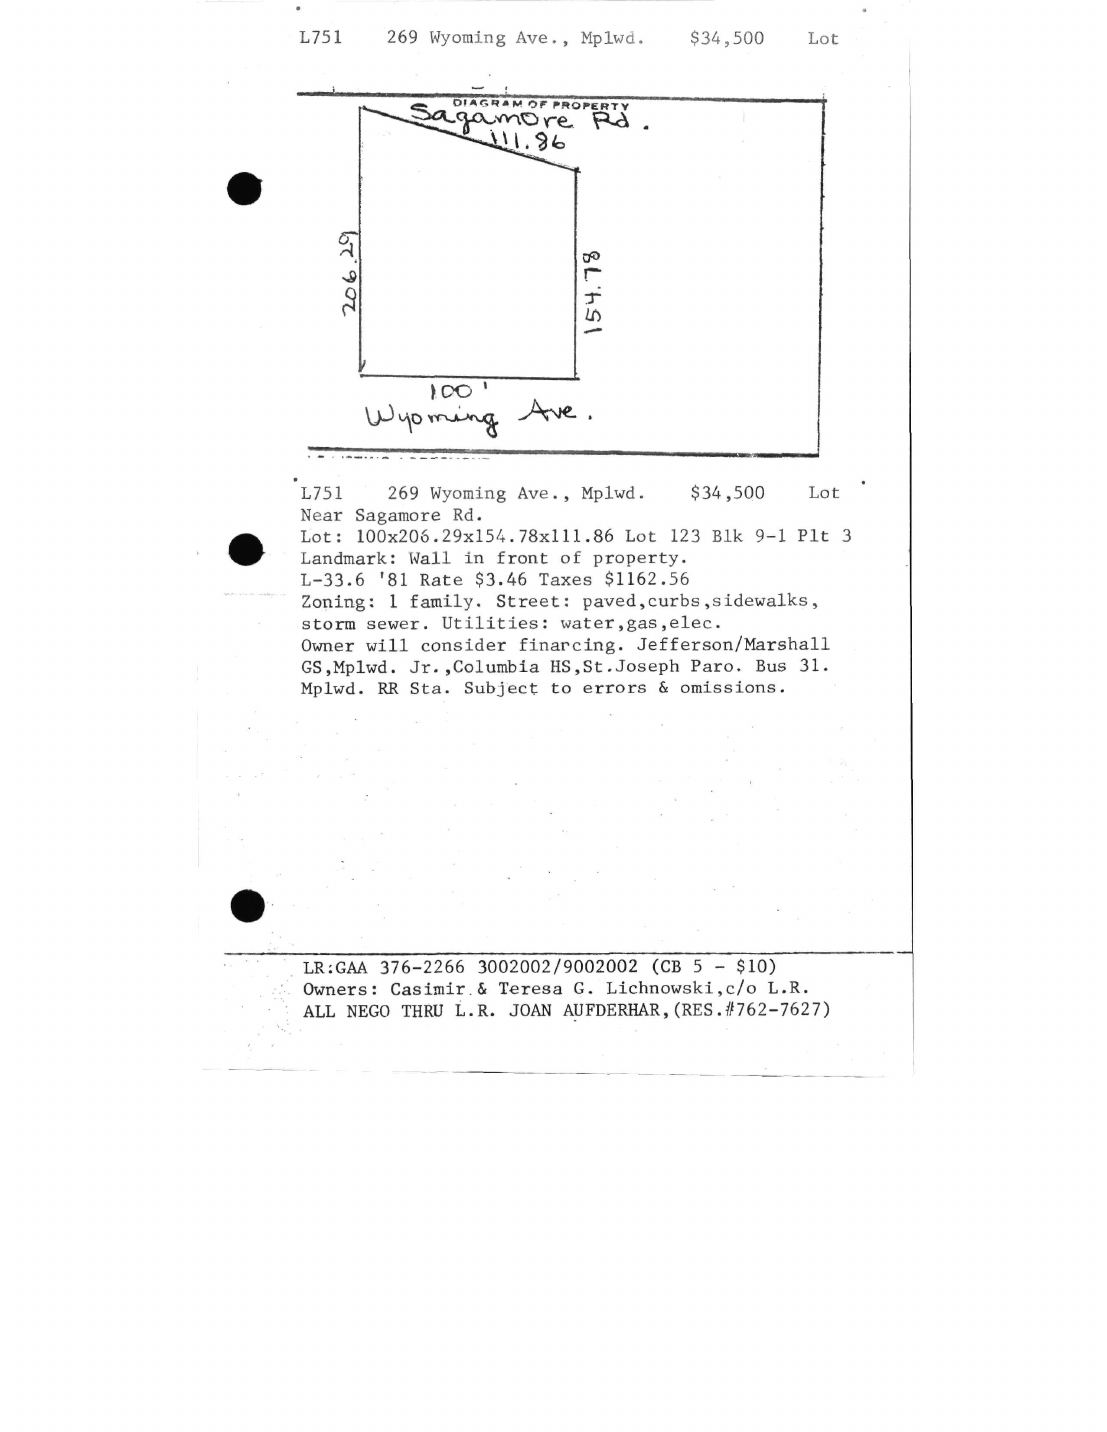 L751 269 Wyoming Ave., Mplwd. $34,500 Lot
DIAGRAM OF PROPERTY
Sagamore Rd.
111.86
206.29
154.78
100'
Wyoming Ave.
L751 269 Wyoming Ave., Mplwd. $34,500 Lot
Near Sagamore Rd.
Lot: 100x206.29x154.78x111.86 Lot 123 Blk 9-1 Plt 3
Landmark: Wall in front of property.
L-33.6 '81 Rate $3.46 Taxes $1162.56
Zoning: 1 family. Street: paved,curbs,sidewalks,
storm sewer. Utilities: water,gas,elec.
Owner will consider financing. Jefferson/Marshall
GS,Mplwd. Jr.,Columbia HS,St.Joseph Paro. Bus 31.
Mplwd. RR Sta. Subject to errors & omissions.
LR:GAA 376-2266 3002002/9002002 (CB 5 - $10)
Owners: Casimir & Teresa G. Lichnowski,c/o L.R.
ALL NEGO THRU L.R. JOAN AUFDERHAR,(RES.#762-7627)